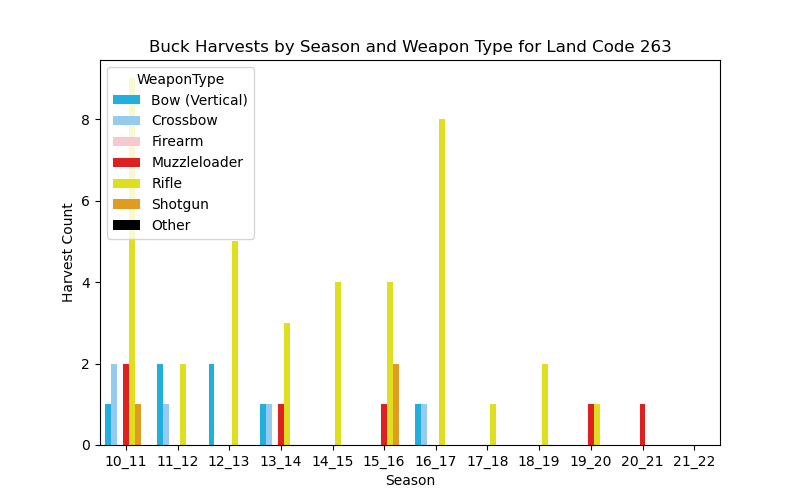 Buck Harvests by Season and Weapon Type for Land Code 263
WeaponType
Bow (Vertical)
Crossbow
Firearm
Muzzleloader
Rifle
Shotgun
Other
Harvest Count
8
6
4
2
0
10_11 11_12 12_13 13_14 14_15 15_16 16_17 17_18 18_19 19_20 20_21 21_22
Season